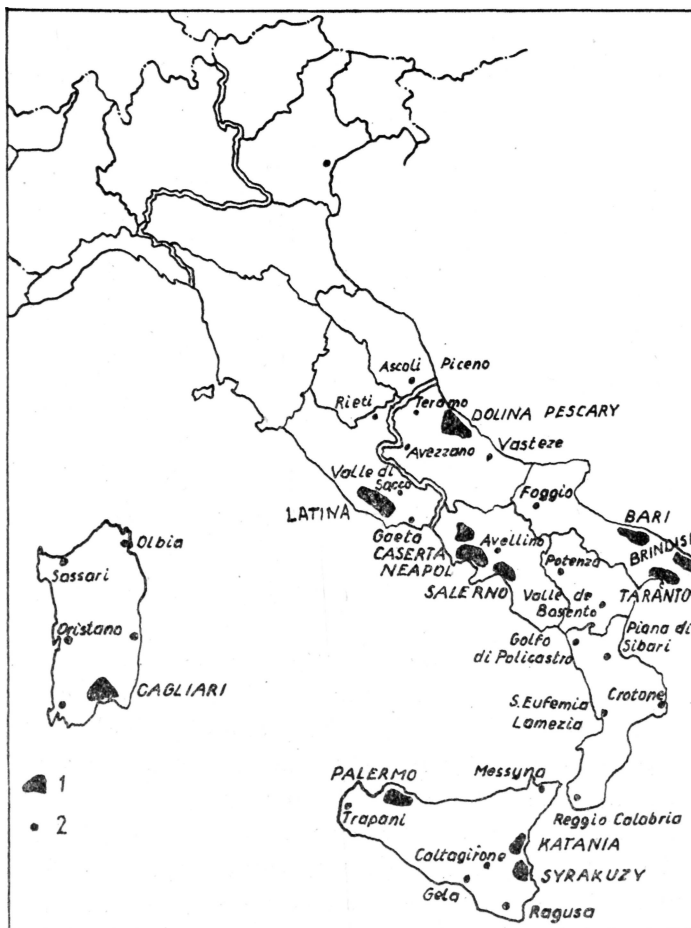 Ascoli Piceno
Rieti
Teramo
DOLINA PESCARY
Avezzano
Vasteze
Valle di
Sacco
Foggio
LATINA
BARI
Gaeta
CASERTA
Avellino
BRINDISI
NEAPOL
Potenza
SALERNO
TARANTO
Valle de
Basento
Olbia
Sassari
Oristano
CAGLIARI
Golfo
di Policastro
Piana di
Sibari
S. Eufemia
Lamezia
Crotone
1
2
PALERMO
Messyna
Trapani
Reggio Calabria
KATANIA
Caltagirone
SYRAKUZY
Gela
Ragusa